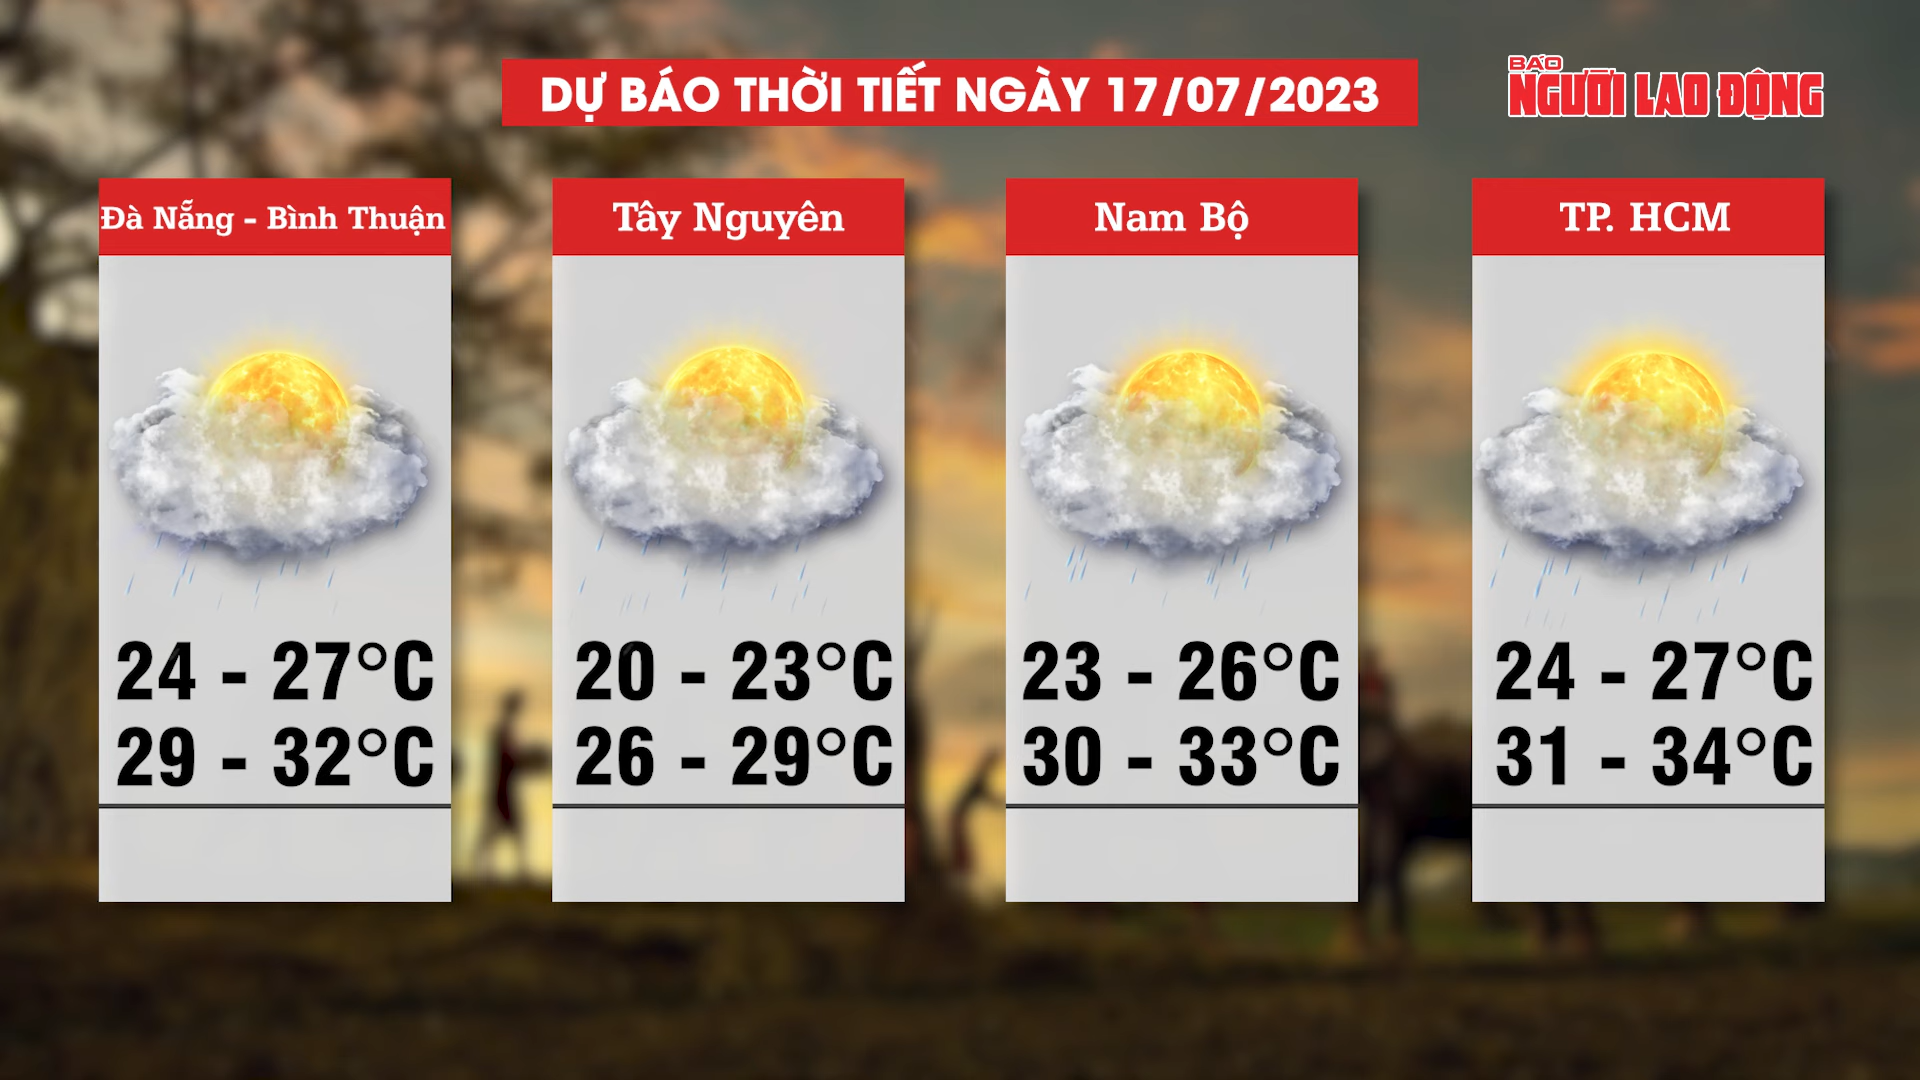 DỰ BÁO THỜI TIẾT NGÀY 17/07/2023
BÁO
NGƯỜI LAO ĐỘNG
Đà Nẵng - Bình Thuận
24 - 27°C
29 - 32°C
Tây Nguyên
20 - 23°C
26 - 29°C
Nam Bộ
23 - 26°C
30 - 33°C
TP. HCM
24 - 27°C
31 - 34°C